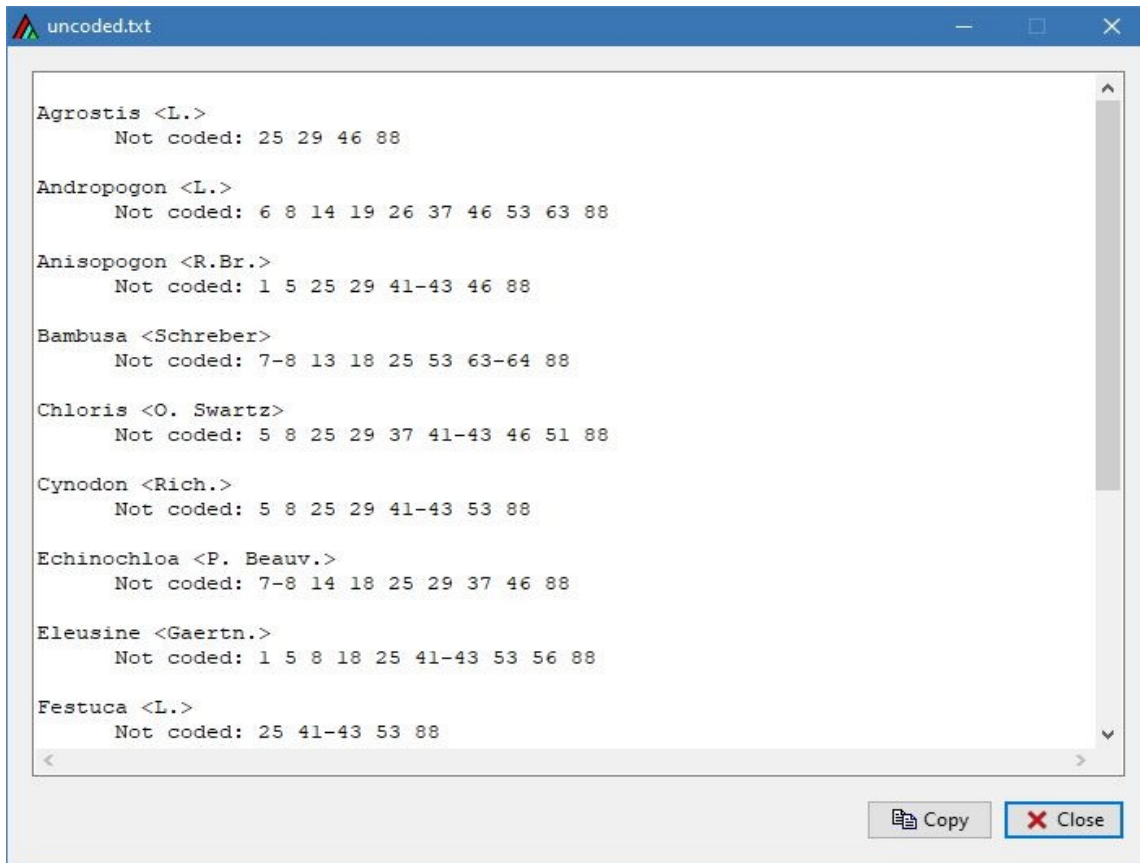 uncoded.txt
Agrostis <L.>
Not coded: 25 29 46 88
Andropogon <L.>
Not coded: 6 8 14 19 26 37 46 53 63 88
Anisopogon <R.Br.>
Not coded: 1 5 25 29 41-43 46 88
Bambusa <Schreber>
Not coded: 7-8 13 18 25 53 63-64 88
Chloris <O. Swartz>
Not coded: 5 8 25 29 37 41-43 46 51 88
Cynodon <Rich.>
Not coded: 5 8 25 29 41-43 53 88
Echinochloa <P. Beauv.>
Not coded: 7-8 14 18 25 29 37 46 88
Eleusine <Gaertn.>
Not coded: 1 5 8 18 25 41-43 53 56 88
Festuca <L.>
Not coded: 25 41-43 53 88
Copy Close